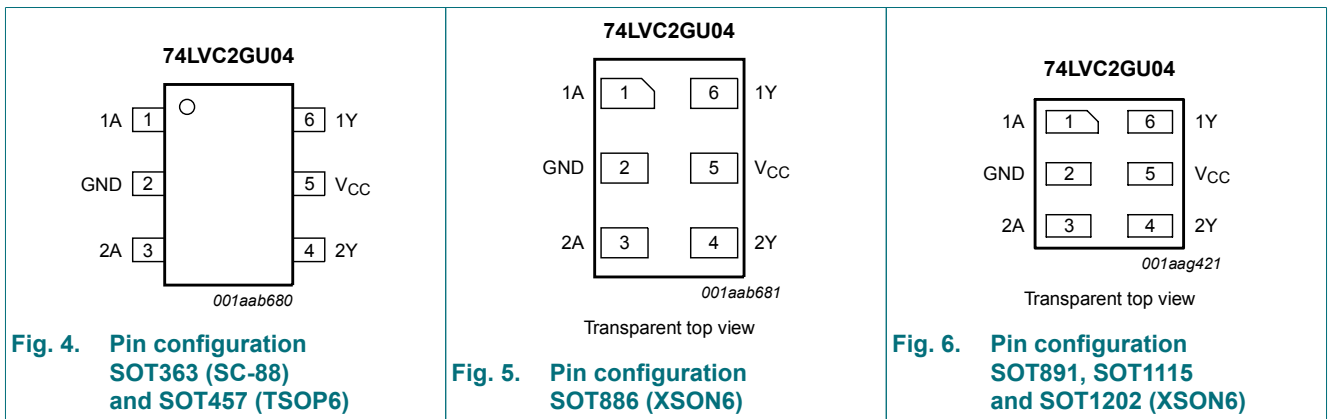 74LVC2GU04
1A 1 6 1Y
GND 2 5 VCC
2A 3 4 2Y
001aab680
Fig. 4. Pin configuration
SOT363 (SC-88)
and SOT457 (TSOP6)
74LVC2GU04
1A 1 6 1Y
GND 2 5 VCC
2A 3 4 2Y
001aab681
Transparent top view
Fig. 5. Pin configuration
SOT886 (XSON6)
74LVC2GU04
1A 1 6 1Y
GND 2 5 VCC
2A 3 4 2Y
001aag421
Transparent top view
Fig. 6. Pin configuration
SOT891, SOT1115
and SOT1202 (XSON6)